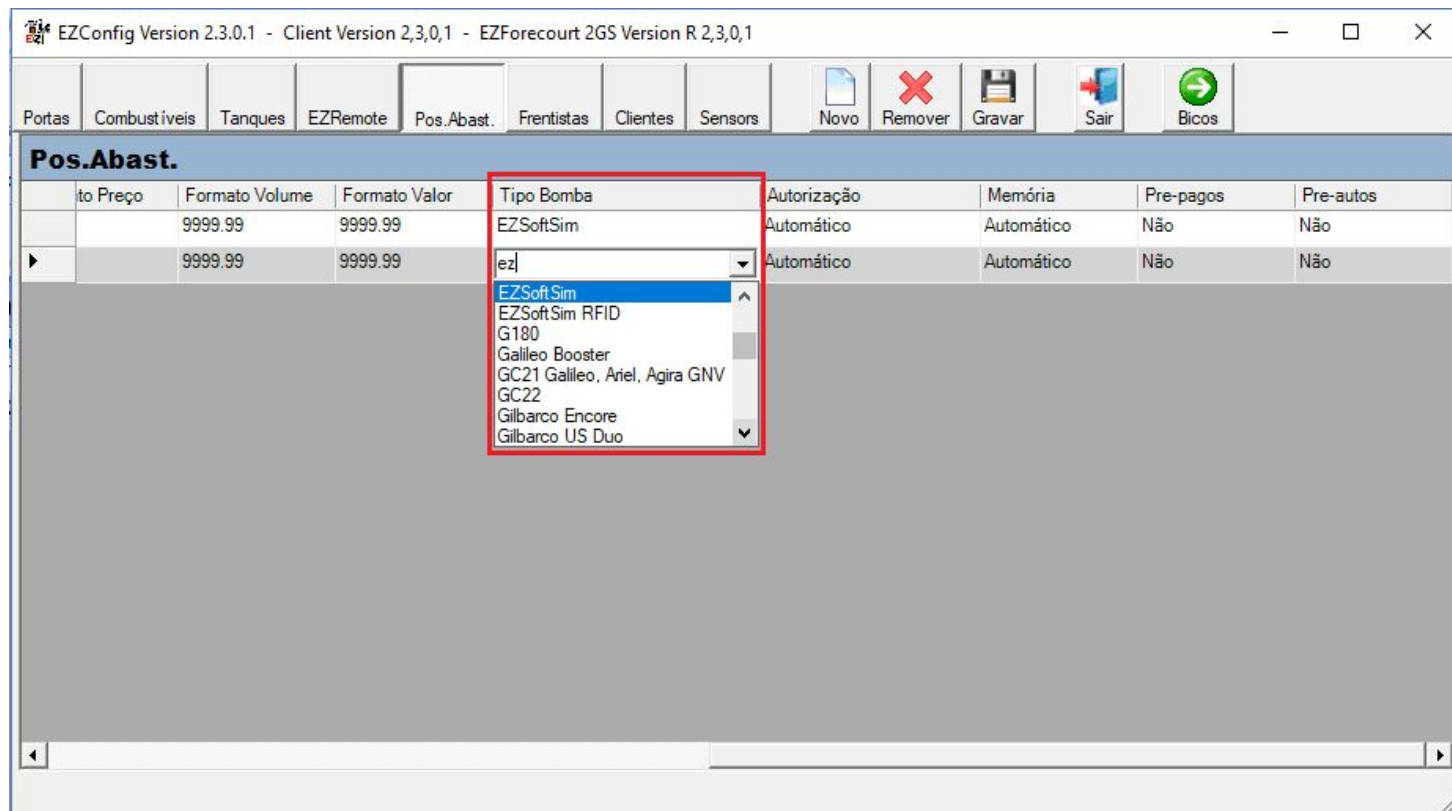 EZConfig Version 2.3.0.1 - Client Version 2,3,0,1 - EZForecourt 2GS Version R 2,3,0,1
Portas Combustíveis Tanques EZRemote Pos.Abast. Frentistas Clientes Sensors Novo Remover Gravar Sair Bicos
Pos.Abast.
to Preço Formato Volume Formato Valor Tipo Bomba Autorização Memória Pre-pagos Pre-autos
9999.99 9999.99 EZSoftSim Automático Automático Não Não
9999.99 9999.99 ez Automático Automático Não Não
EZSoftSim
EZSoftSim RFID
G180
Galileo Booster
GC21 Galileo, Ariel, Agira GNV
GC22
Gilbarco Encore
Gilbarco US Duo